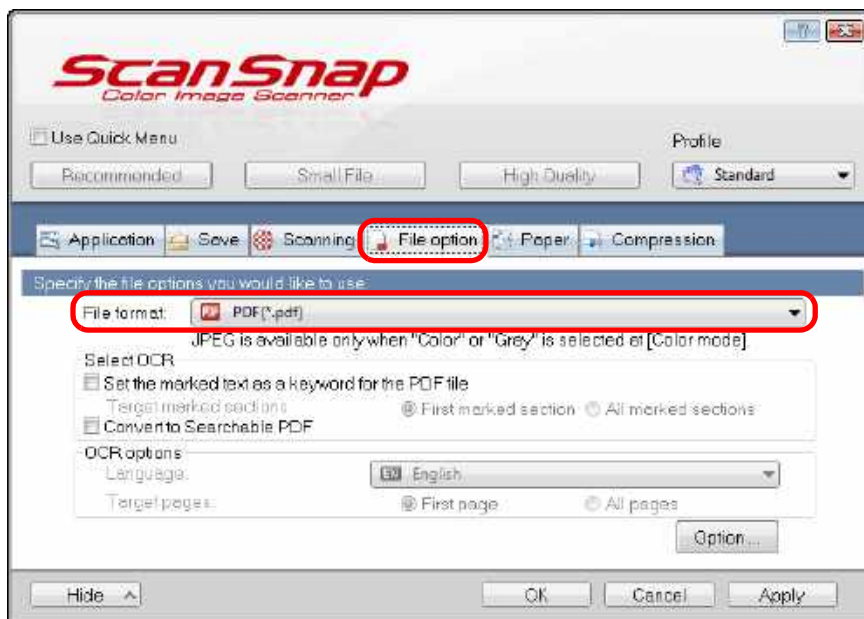 ScanSnap
Color Image Scanner
Use Quick Menu
Profile
Recommended Small File High Quality Standard
Application Save Scanning File option Paper Compression
Specify the file options you would like to use.
File format: PDF(*.pdf)
JPEG is available only when "Color" or "Grey" is selected at [Color mode]
Select OCR
Set the marked text as a keyword for the PDF file
Target marked sections First marked section All marked sections
Convert to Searchable PDF
OCR options
Language: English
Target pages: First page All pages
Option...
Hide OK Cancel Apply